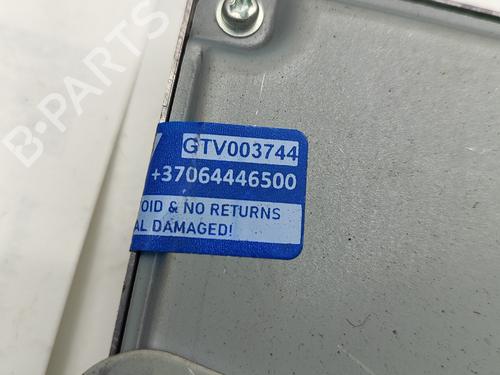 B-PARTS
GTV003744
+37064446500
OID & NO RETURNS
AL DAMAGED!